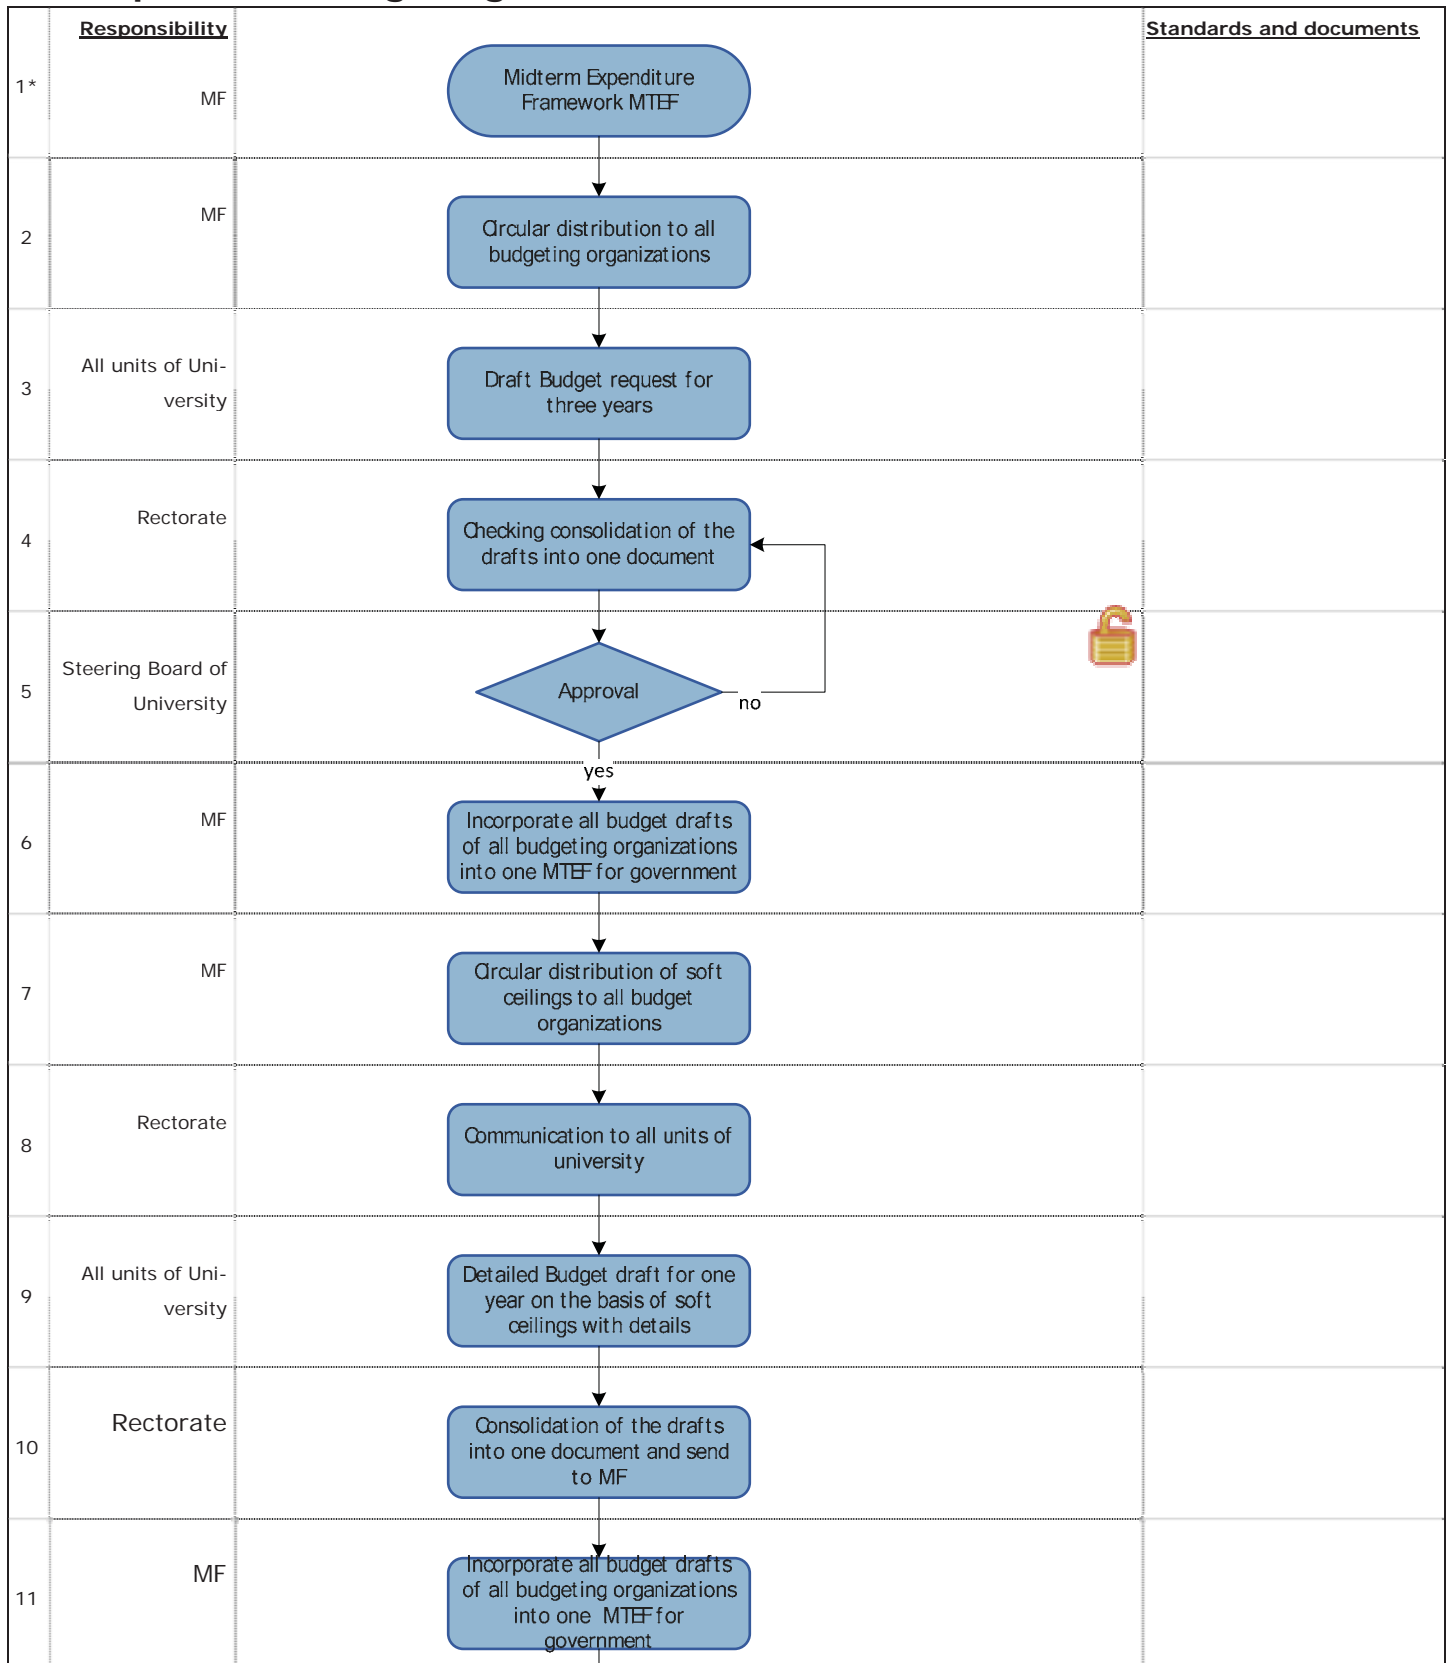 Responsibility
Standards and documents
1*
MF
Midterm Expenditure
Framework MTEF
2
MF
Circular distribution to all
budgeting organizations
3
All units of Uni-
versity
Draft Budget request for
three years
4
Rectorate
Checking consolidation of the
drafts into one document
5
Steering Board of
University
Approval
no
yes
6
MF
Incorporate all budget drafts
of all budgeting organizations
into one MTEF for government
7
MF
Circular distribution of soft
ceilings to all budget
organizations
8
Rectorate
Communication to all units of
university
9
All units of Uni-
versity
Detailed Budget draft for one
year on the basis of soft
ceilings with details
10
Rectorate
Consolidation of the drafts
into one document and send
to MF
11
MF
Incorporate all budget drafts
of all budgeting organizations
into one MTEF for
government